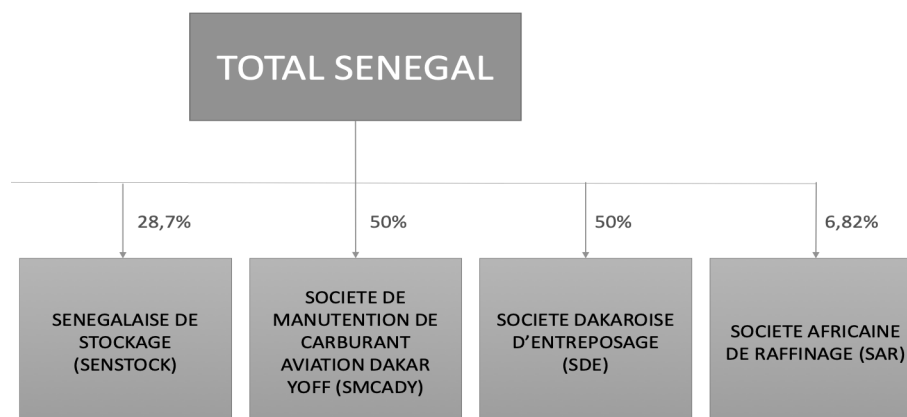 TOTAL SENEGAL
28,7%
50%
50%
6,82%
SENEGALAISE DE
STOCKAGE
(SENSTOCK)
SOCIETE DE
MANUTENTION DE
CARBURANT
AVIATION DAKAR
YOFF (SMCADY)
SOCIETE DAKAROISE
D’ENTREPOSAGE
(SDE)
SOCIETE AFRICAINE
DE RAFFINAGE (SAR)